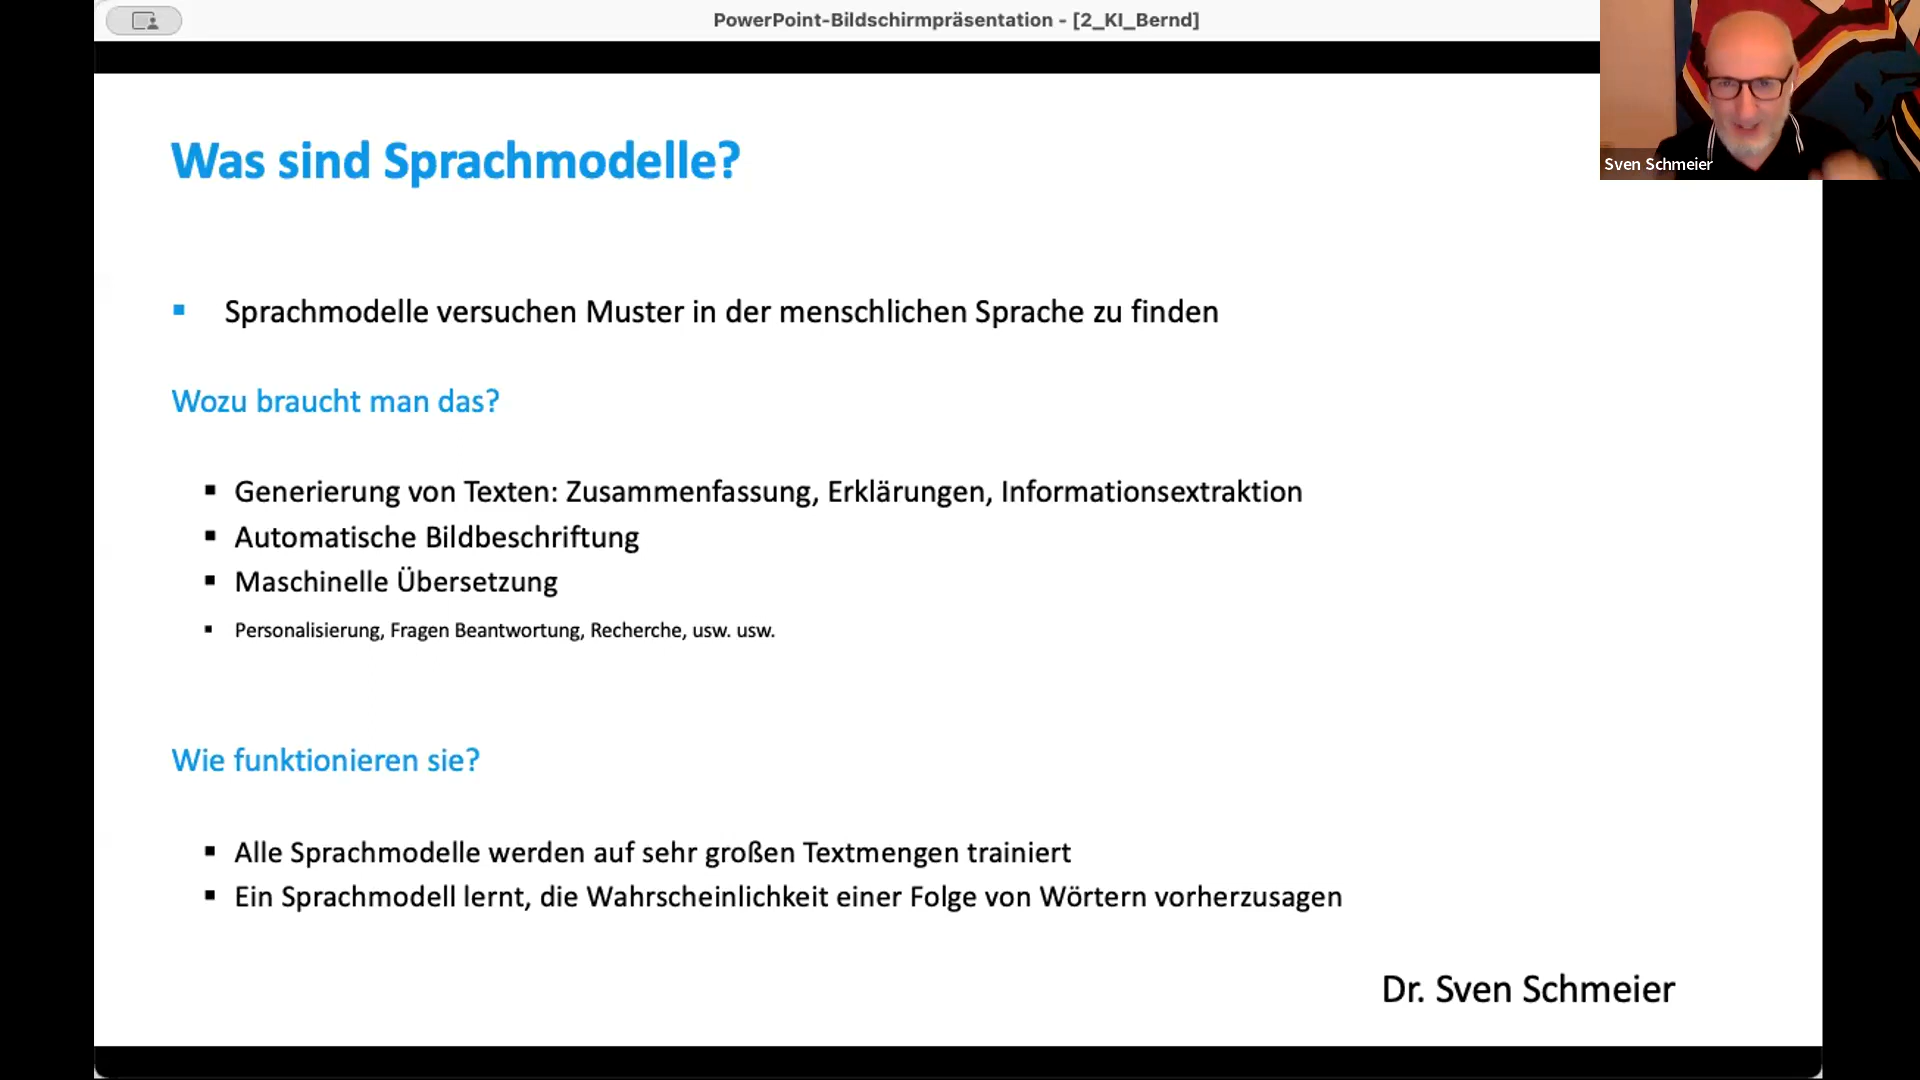 PowerPoint-Bildschirmpräsentation - [2_KI_Bernd]
Sven Schmeier
Was sind Sprachmodelle?
Sprachmodelle versuchen Muster in der menschlichen Sprache zu finden
Wozu braucht man das?
Generierung von Texten: Zusammenfassung, Erklärungen, Informationsextraktion
Automatische Bildbeschriftung
Maschinelle Übersetzung
Personalisierung, Fragen Beantwortung, Recherche, usw. usw.
Wie funktionieren sie?
Alle Sprachmodelle werden auf sehr großen Textmengen trainiert
Ein Sprachmodell lernt, die Wahrscheinlichkeit einer Folge von Wörtern vorherzusagen
Dr. Sven Schmeier